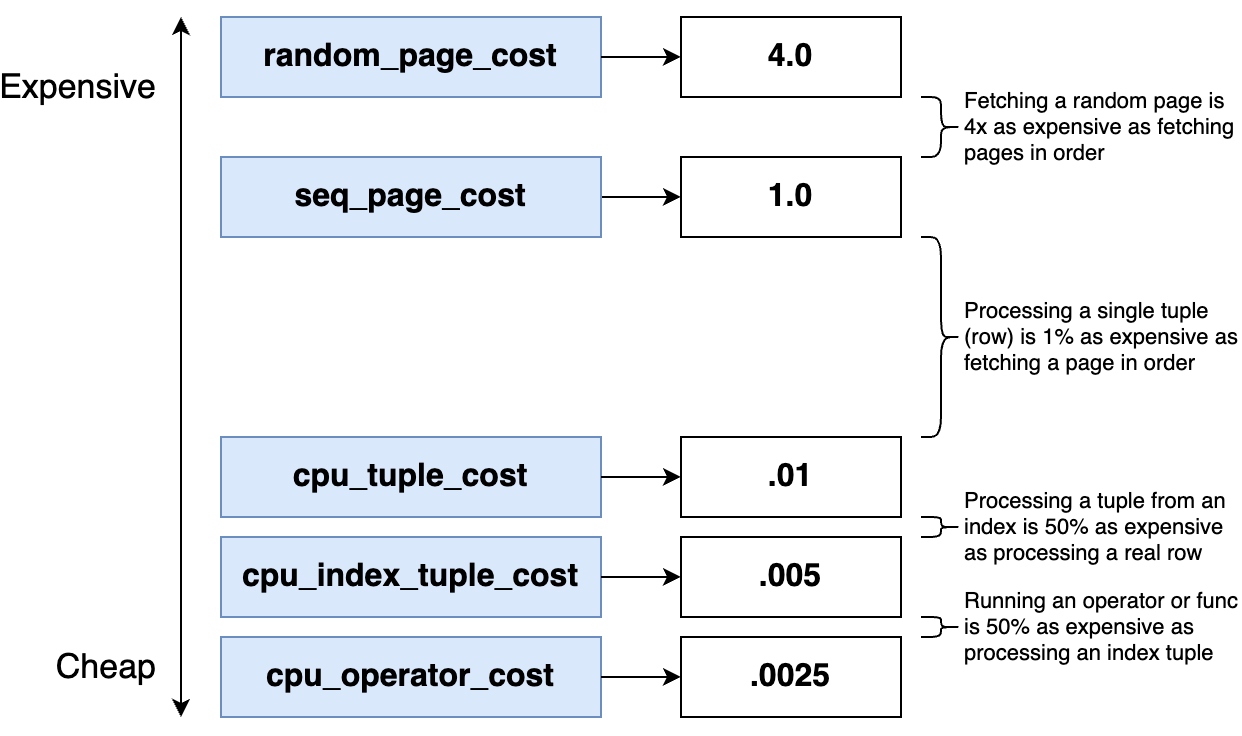 random_page_cost
4.0
Expensive
Fetching a random page is
4x as expensive as fetching
pages in order
seq_page_cost
1.0
Processing a single tuple
(row) is 1% as expensive as
fetching a page in order
cpu_tuple_cost
.01
Processing a tuple from an
index is 50% as expensive
as processing a real row
cpu_index_tuple_cost
.005
Running an operator or func
is 50% as expensive as
processing an index tuple
Cheap
cpu_operator_cost
.0025